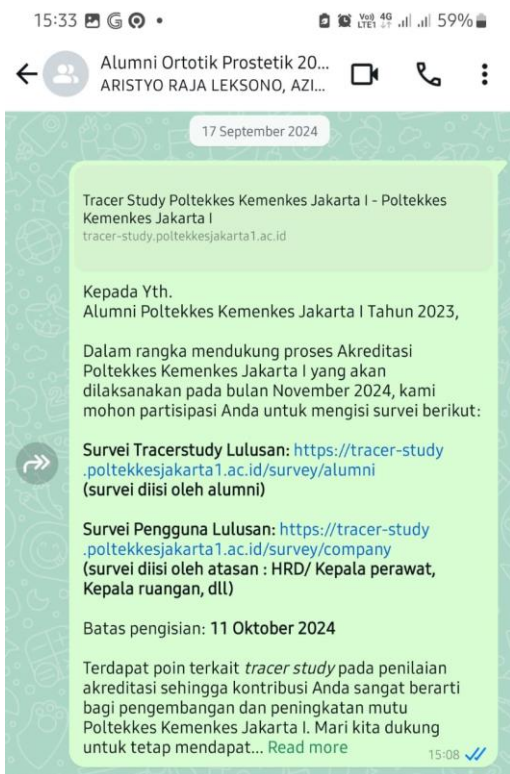 15:33
Voo) 4G
LTE1
59%
Alumni Ortotik Prostetik 20...
ARISTYO RAJA LEKSONO, AZI...
17 September 2024
Tracer Study Poltekkes Kemenkes Jakarta I - Poltekkes
Kemenkes Jakarta I
tracer-study.poltekkesjakarta1.ac.id
Kepada Yth.
Alumni Poltekkes Kemenkes Jakarta I Tahun 2023,
Dalam rangka mendukung proses Akreditasi
Poltekkes Kemenkes Jakarta I yang akan
dilaksanakan pada bulan November 2024, kami
mohon partisipasi Anda untuk mengisi survei berikut:
Survei Tracerstudy Lulusan: https://tracer-study
.poltekkesjakarta1.ac.id/survey/alumni
(survei diisi oleh alumni)
Survei Pengguna Lulusan: https://tracer-study
.poltekkesjakarta1.ac.id/survey/company
(survei diisi oleh atasan : HRD/ Kepala perawat,
Kepala ruangan, dll)
Batas pengisian: 11 Oktober 2024
Terdapat poin terkait tracer study pada penilaian
akreditasi sehingga kontribusi Anda sangat berarti
bagi pengembangan dan peningkatan mutu
Poltekkes Kemenkes Jakarta I. Mari kita dukung
untuk tetap mendapat... Read more
15:08